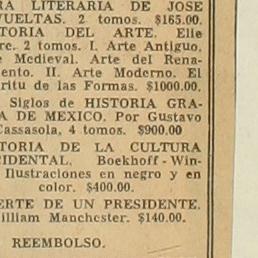 RA LITERARIA DE JOSE
VUELTAS. 2 tomos. $165.00.
TORIA DEL ARTE. Elie
re. 2 tomos. I. Arte Antiguo,
e Medieval. Arte del Rena-
ento. II. Arte Moderno. El
ritu de las Formas. $1000.00.
Siglos de HISTORIA GRA-
A DE MEXICO. Por Gustavo
Cassasola, 4 tomos. $900.00
TORIA DE LA CULTURA
CIDENTAL. Boekhoff-Win-
Ilustraciones en negro y en
color. $400.00.
ERTE DE UN PRESIDENTE.
illiam Manchester. $140.00.
REEMBOLSO.